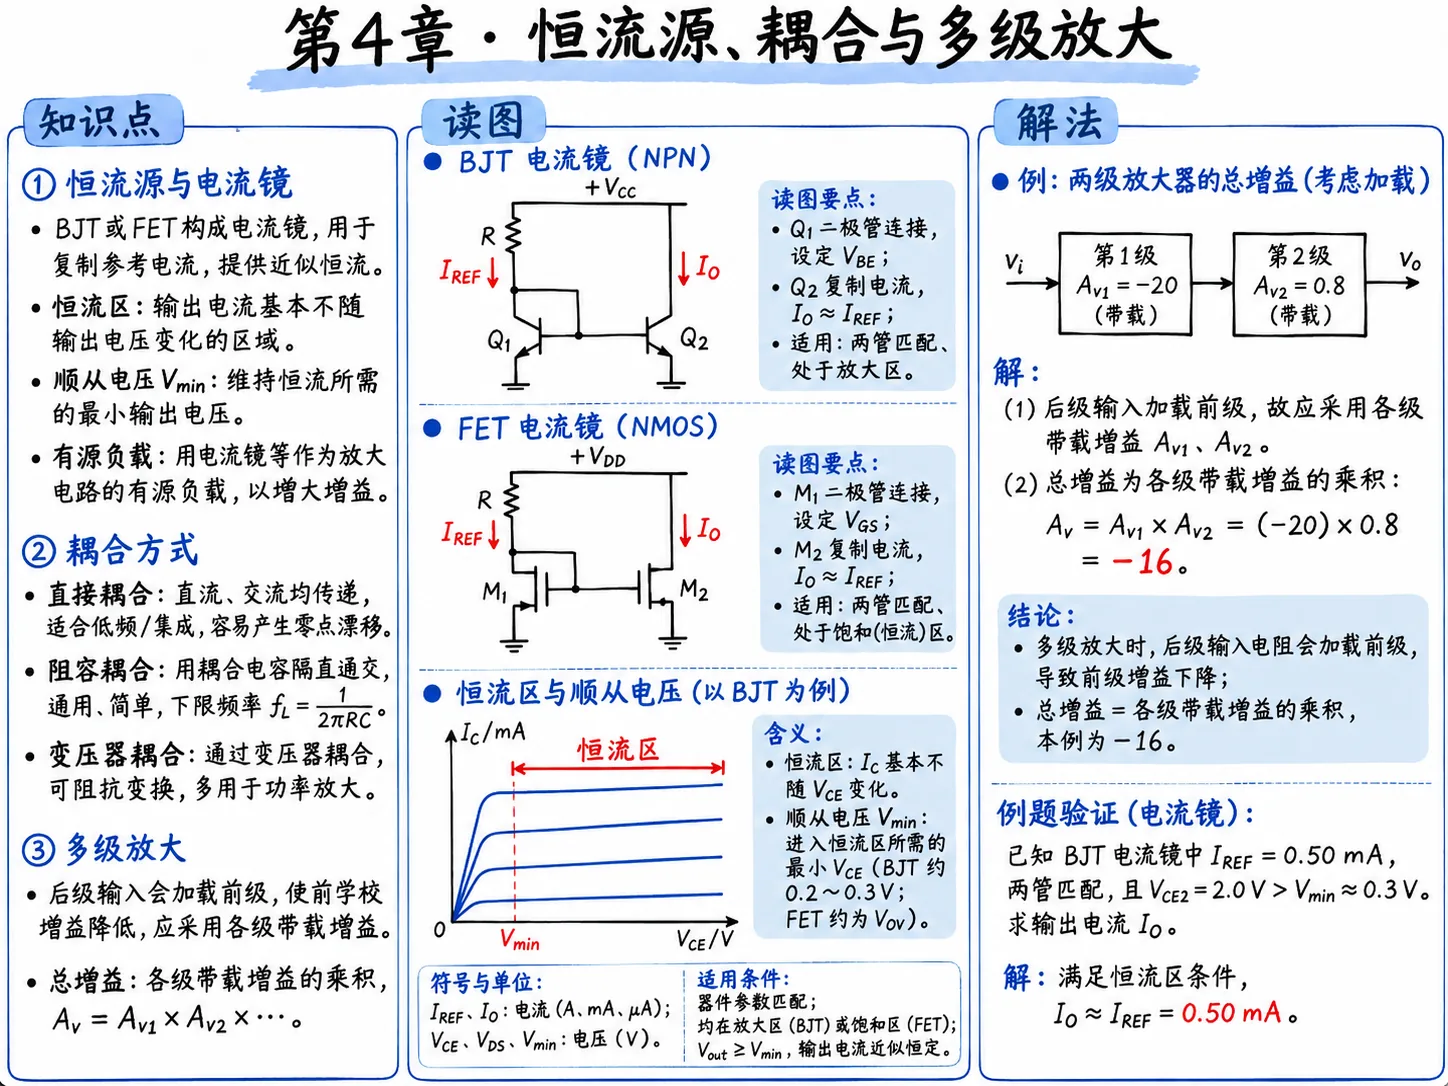 第4章·恒流源、耦合与多级放大
知识点
① 恒流源与电流镜
• BJT或FET构成电流镜,用于
复制参考电流,提供近似恒流。
• 恒流区:输出电流基本不随
输出电压变化的区域。
• 顺从电压 Vmin:维持恒流所需
的最小输出电压。
• 有源负载:用电流镜等作为放大
电路的有源负载,以增大增益。
② 耦合方式
• 直接耦合:直流、交流均传递,
适合低频/集成,容易产生零点漂移。
• 阻容耦合:用耦合电容隔直通交,
通用、简单,下限频率 fL = 1/2πRC。
• 变压器耦合:通过变压器耦合,
可阻抗变换,多用于功率放大。
③ 多级放大
• 后级输入会加载前级,使前学校
增益降低,应采用各级带载增益。
• 总增益:各级带载增益的乘积,
Av = Av1 × Av2 × ⋯。
读图
• BJT 电流镜(NPN)
+VCC
R
IREF
IO
Q1
Q2
读图要点:
• Q1 二极管连接,
设定 VBE;
• Q2 复制电流,
IO ≈ IREF;
• 适用:两管匹配、
处于放大区。
• FET 电流镜(NMOS)
+VDD
R
IREF
IO
M1
M2
读图要点:
• M1 二极管连接,
设定 VGS;
• M2 复制电流,
IO ≈ IREF;
• 适用:两管匹配、
处于饱和(恒流)区。
• 恒流区与顺从电压(以BJT为例)
IC/mA
恒流区
0
Vmin
VCE/V
含义:
• 恒流区:IC 基本不
随 VCE 变化。
• 顺从电压 Vmin:
进入恒流区所需的
最小 VCE(BJT 约
0.2~0.3V;
FET 约为 VOV)。
符号与单位:
IREF、IO:电流(A、mA、μA);
VCE、VDS、Vmin:电压(V)。
适用条件:
器件参数匹配;
均在放大区(BJT)或饱和区(FET);
Vout ≥ Vmin,输出电流近似恒定。
解法
• 例:两级放大器的总增益(考虑加载)
vi
第1级
Av1 = -20
(带载)
第2级
Av2 = 0.8
(带载)
vo
解:
(1) 后级输入加载前级,故应采用各级
带载增益 Av1、Av2。
(2) 总增益为各级带载增益的乘积:
Av = Av1 × Av2 = (-20) × 0.8
= -16。
结论:
• 多级放大时,后级输入电阻会加载前级,
导致前级增益下降;
• 总增益 = 各级带载增益的乘积,
本例为 -16。
例题验证(电流镜):
已知 BJT 电流镜中 IREF = 0.50 mA,
两管匹配,且 VCE2 = 2.0 V > Vmin ≈ 0.3 V。
求输出电流 IO。
解:满足恒流区条件,
IO ≈ IREF = 0.50 mA。